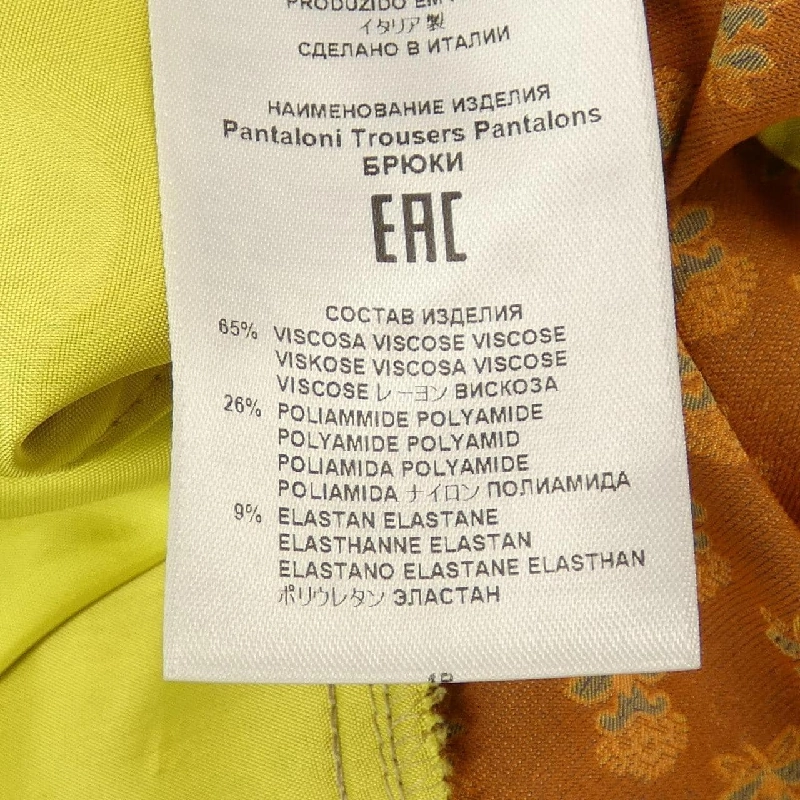 PRODUZIDO EM
イタリア製
СДЕЛАНО В ИТАЛИИ
НАИМЕНОВАНИЕ ИЗДЕЛИЯ
Pantaloni Trousers Pantalons
БРЮКИ
EAC
СОСТАВ ИЗДЕЛИЯ
65% VISCOSA VISCOSE VISCOSE
VISKOSE VISCOSA VISCOSE
VISCOSE レーヨン ВИСКОЗА
26% POLIAMMIDE POLYAMIDE
POLYAMIDE POLYAMID
POLIAMIDA POLYAMIDE
POLIAMIDA ナイロン ПОЛИАМИДА
9% ELASTAN ELASTANE
ELASTHANNE ELASTAN
ELASTANO ELASTANE ELASTHAN
ポリウレタン ЭЛАСТАН